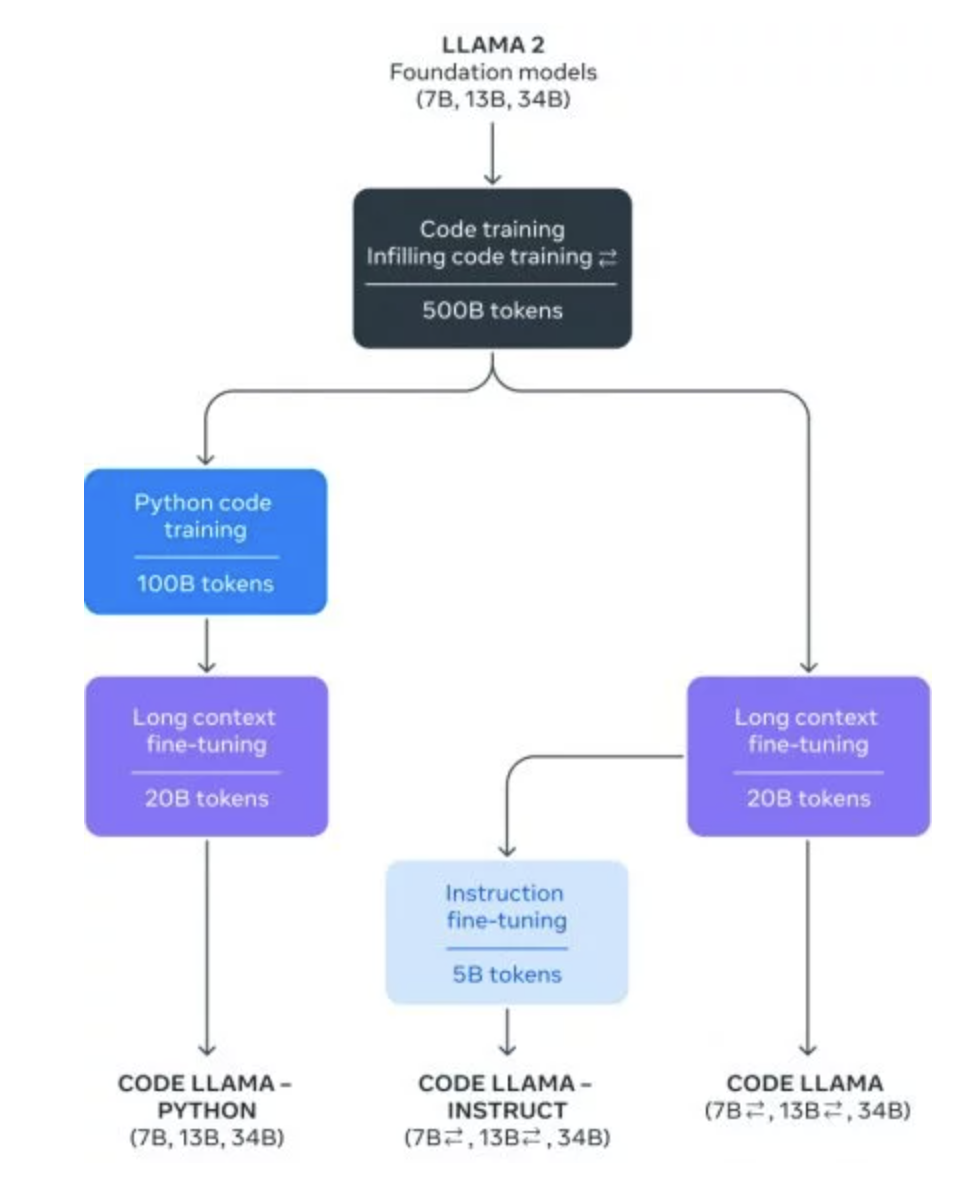 LLAMA 2
Foundation models
(7B, 13B, 34B)
Code training
Infilling code training ⇄
500B tokens
Python code
training
100B tokens
Long context
fine-tuning
20B tokens
Long context
fine-tuning
20B tokens
Instruction
fine-tuning
5B tokens
CODE LLAMA –
PYTHON
(7B, 13B, 34B)
CODE LLAMA –
INSTRUCT
(7B⇄, 13B⇄, 34B)
CODE LLAMA
(7B⇄, 13B⇄, 34B)